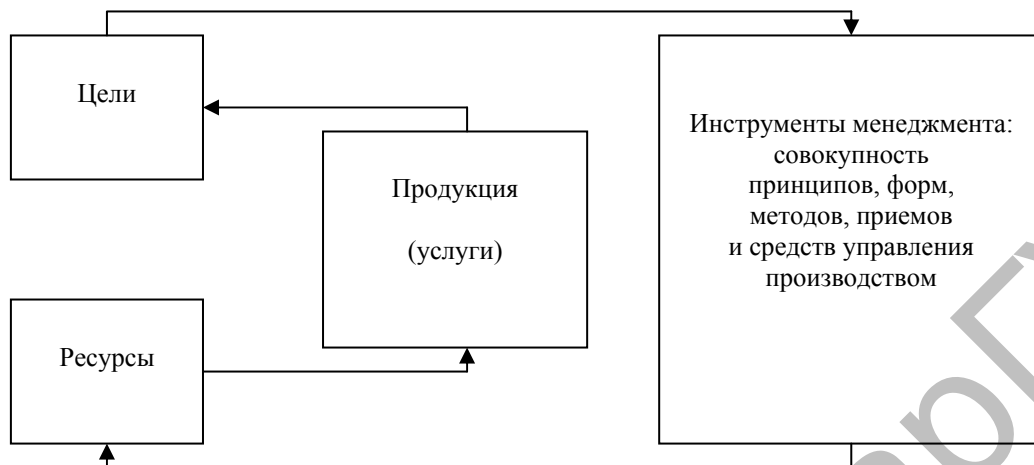 Цели
Инструменты менеджмента:
совокупность
принципов, форм,
методов, приемов
и средств управления
производством
Продукция
(услуги)
Ресурсы